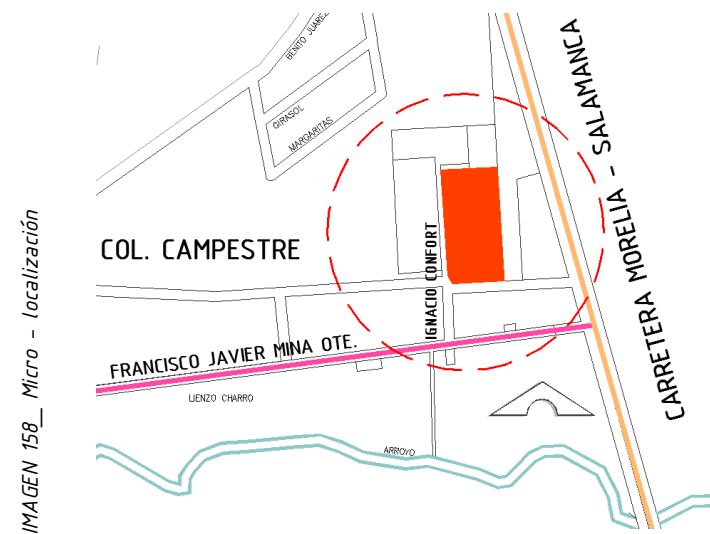 BENITO JUAREZ
GIRASOL
MARGARITAS
CARRETERA MORELIA - SALAMANCA
COL. CAMPESTRE
IGNACIO CONFORT
FRANCISCO JAVIER MINA OTE.
LIENZO CHARRO
ARROYO
IMAGEN 158_ Micro - localización